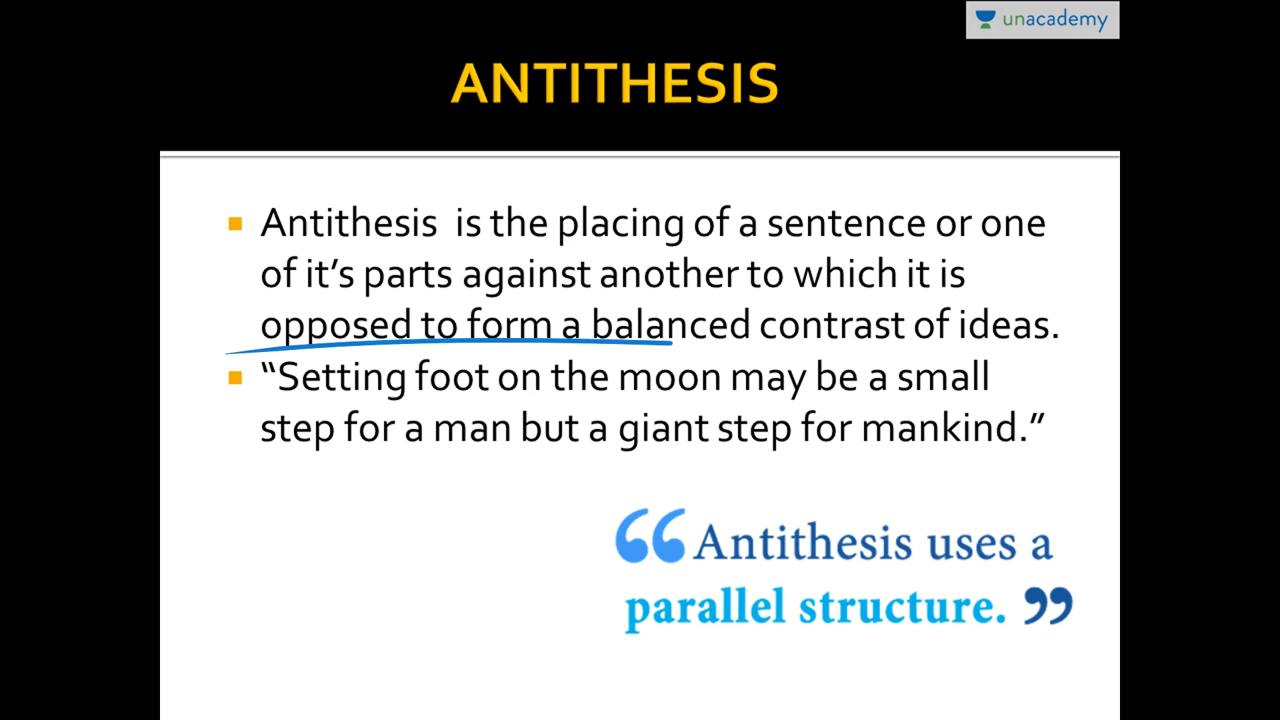 unacademy
ANTITHESIS
Antithesis is the placing of a sentence or one
of it's parts against another to which it is
opposed to form a balanced contrast of ideas.
“Setting foot on the moon may be a small
step for a man but a giant step for mankind.”
“Antithesis uses a
parallel structure.”